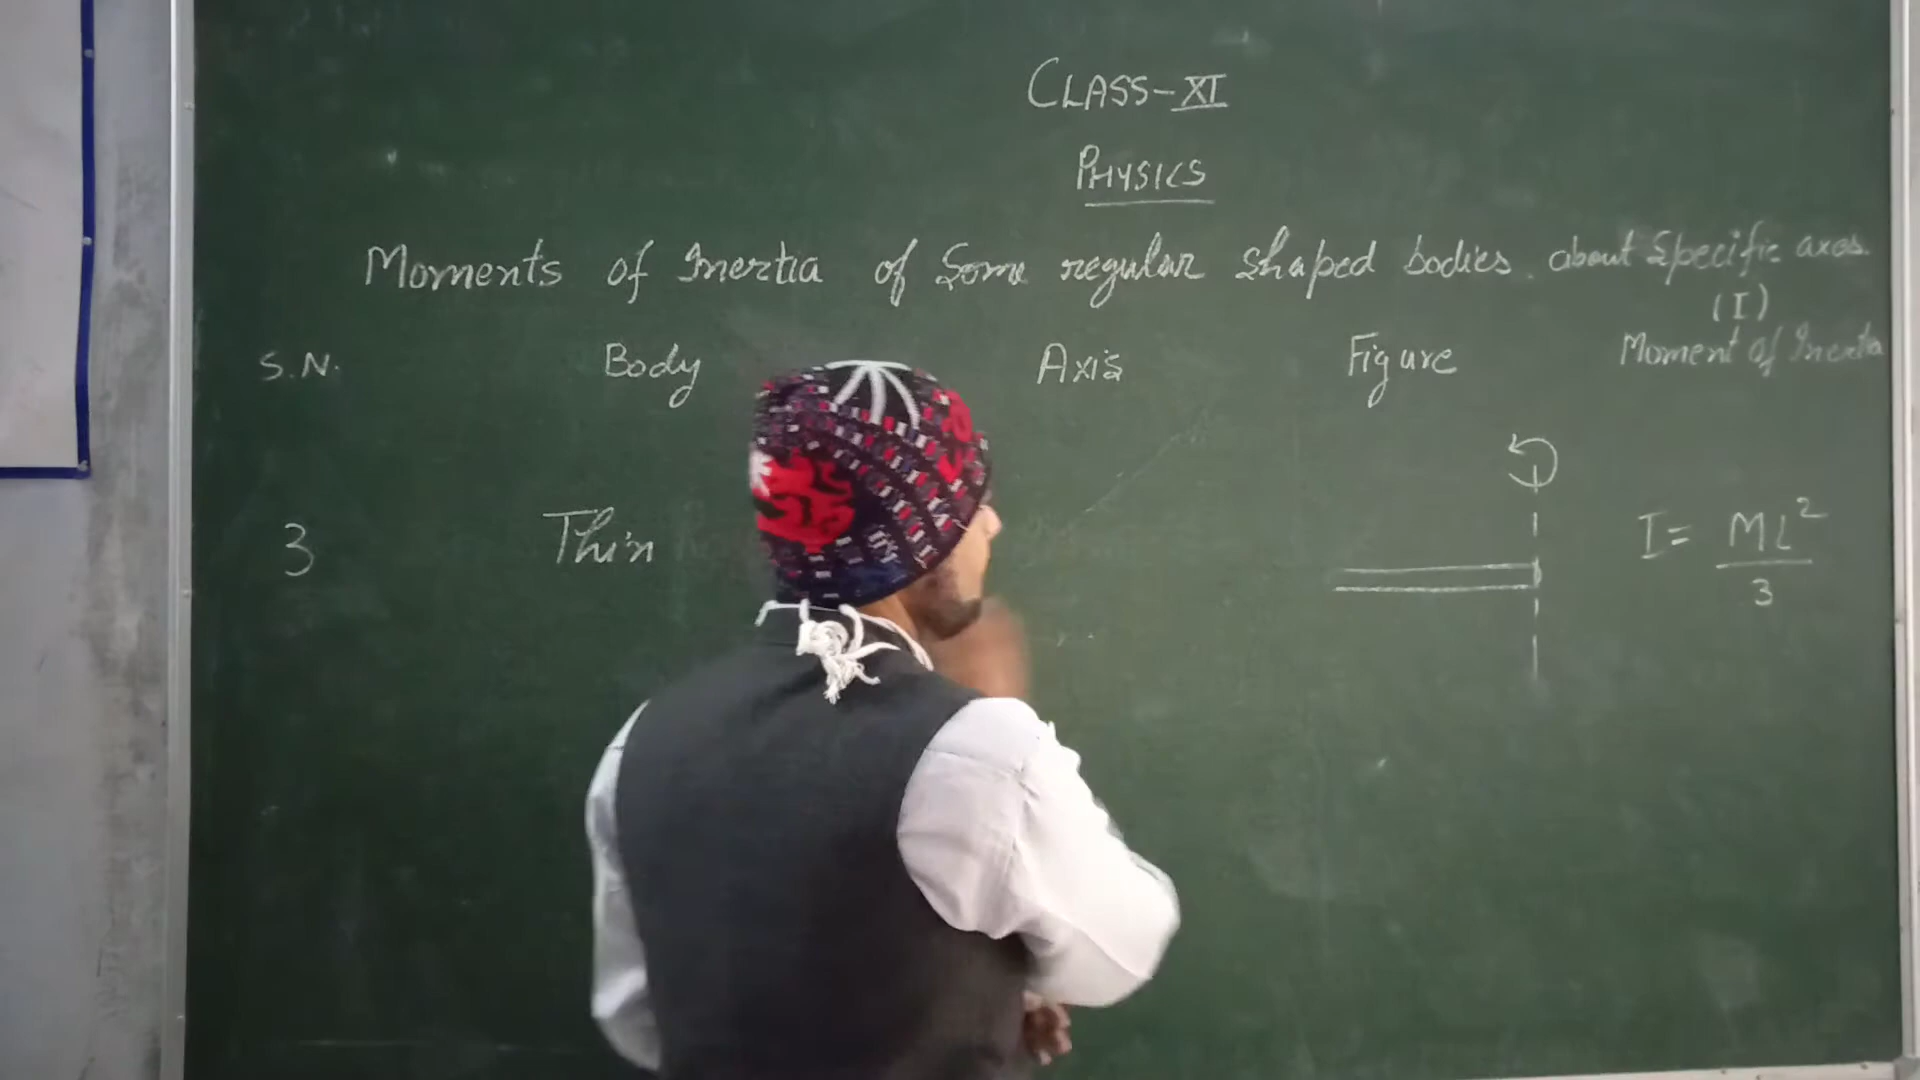 CLASS-XI
PHYSICS
Moments of Inertia of Some regular shaped bodies. about Specific axes.
(I)
S.N. Body Axis Figure Moment of Inertia
3 Thin I = ML²/3